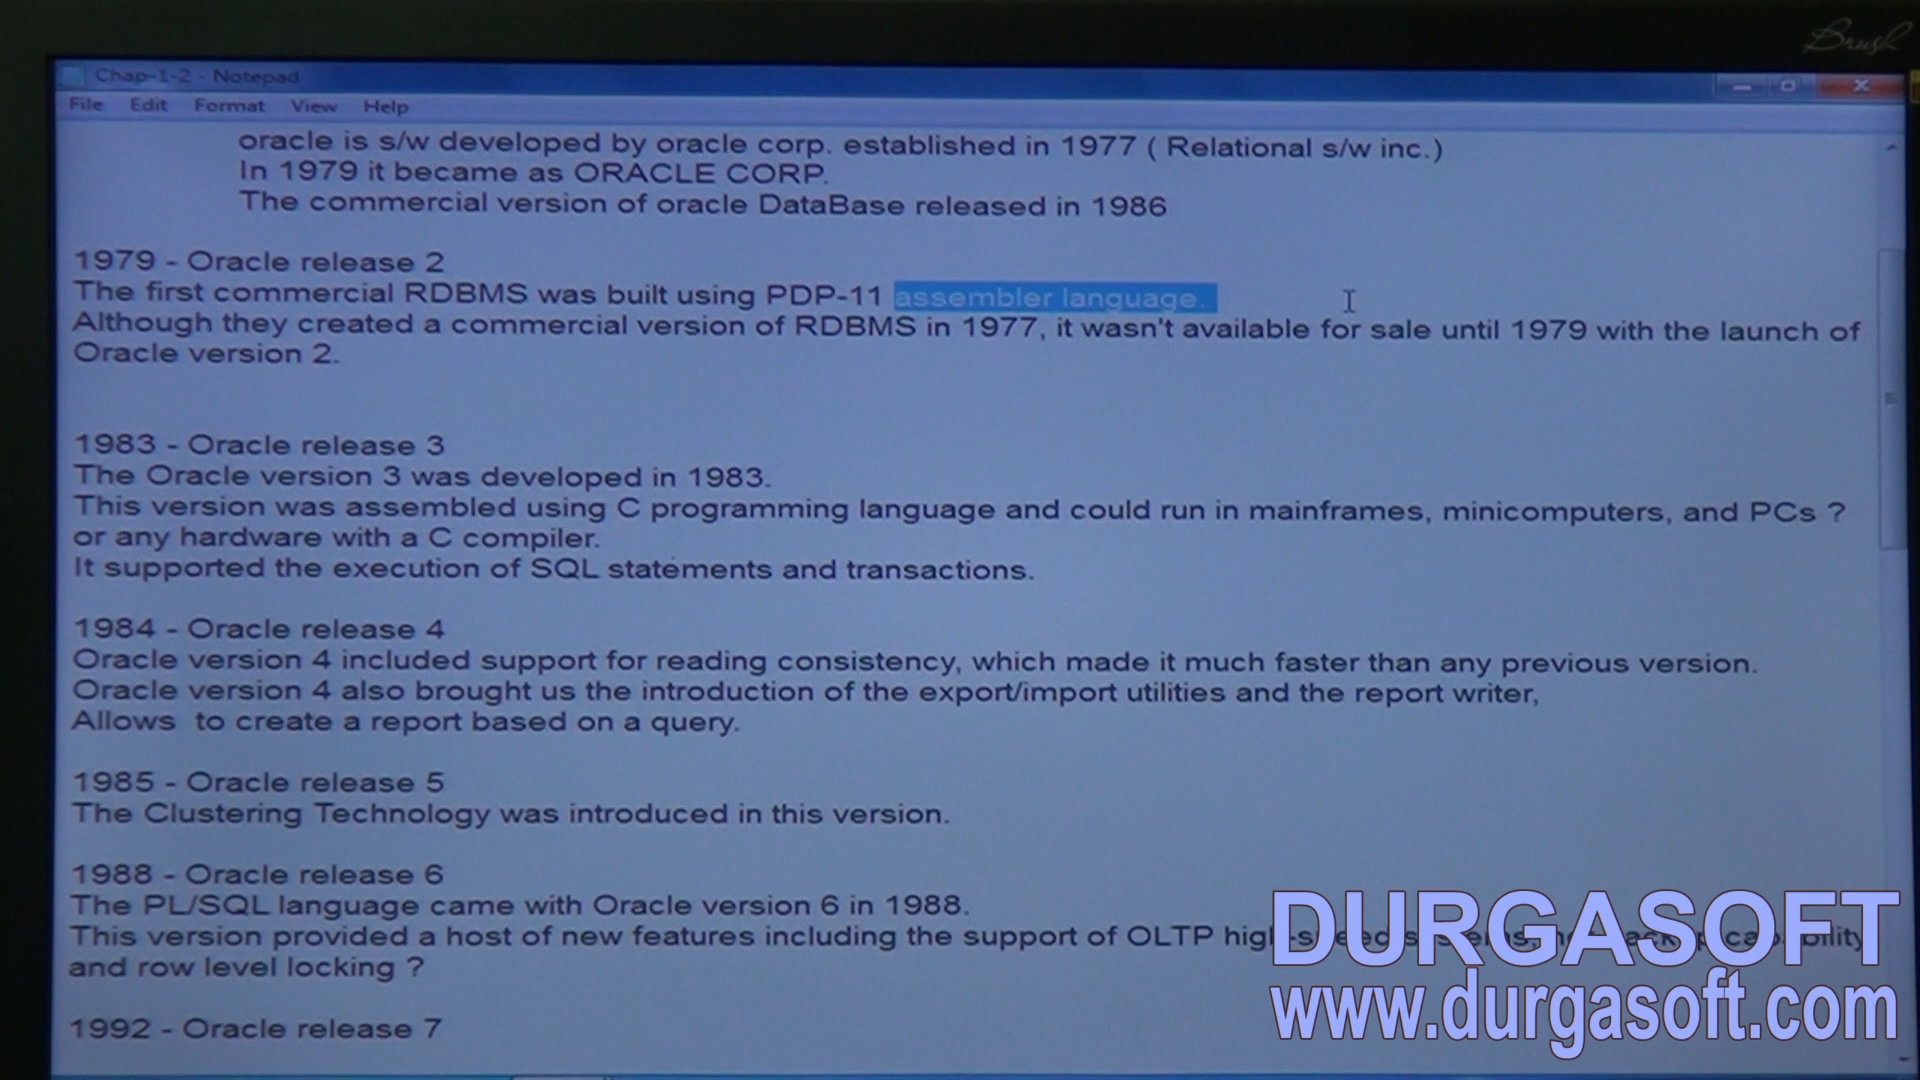 Brush
Chap-1-2 - Notepad
File Edit Format View Help
oracle is s/w developed by oracle corp. established in 1977 ( Relational s/w inc.)
In 1979 it became as ORACLE CORP.
The commercial version of oracle DataBase released in 1986
1979 - Oracle release 2
The first commercial RDBMS was built using PDP-11 assembler language.
Although they created a commercial version of RDBMS in 1977, it wasn't available for sale until 1979 with the launch of
Oracle version 2.
1983 - Oracle release 3
The Oracle version 3 was developed in 1983.
This version was assembled using C programming language and could run in mainframes, minicomputers, and PCs ?
or any hardware with a C compiler.
It supported the execution of SQL statements and transactions.
1984 - Oracle release 4
Oracle version 4 included support for reading consistency, which made it much faster than any previous version.
Oracle version 4 also brought us the introduction of the export/import utilities and the report writer,
Allows to create a report based on a query.
1985 - Oracle release 5
The Clustering Technology was introduced in this version.
1988 - Oracle release 6
The PL/SQL language came with Oracle version 6 in 1988.
This version provided a host of new features including the support of OLTP
and row level locking ?
1992 - Oracle release 7
DURGASOFT
www.durgasoft.com